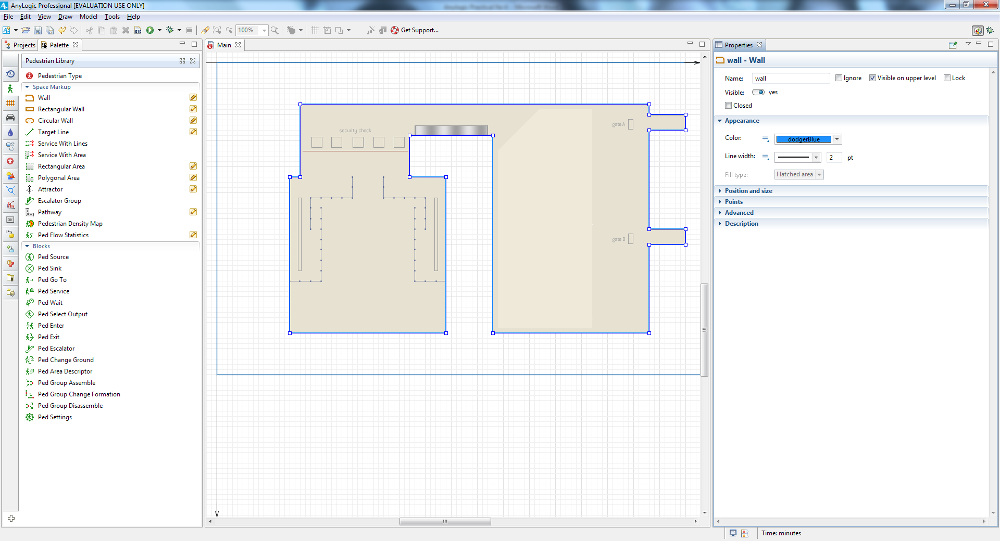 AnyLogic Professional [EVALUATION USE ONLY]
File Edit View Draw Model Tools Help
100% Get Support...
Projects Palette
Pedestrian Library
Pedestrian Type
Space Markup
Wall
Rectangular Wall
Circular Wall
Target Line
Service With Lines
Service With Area
Rectangular Area
Polygonal Area
Attractor
Escalator Group
Pathway
Pedestrian Density Map
Ped Flow Statistics
Blocks
Ped Source
Ped Sink
Ped Go To
Ped Service
Ped Wait
Ped Select Output
Ped Enter
Ped Exit
Ped Escalator
Ped Change Ground
Ped Area Descriptor
Ped Group Assemble
Ped Group Change Formation
Ped Group Disassemble
Ped Settings
OK
Main
security check
gate A
gate B
Properties
wall - Wall
Name: wall Ignore Visible on upper level Lock
Visible: yes
Closed
Appearance
Color: dodgerBlue
Line width: 2 pt
Fill type: Hatched area
Position and size
Points
Advanced
Description
Time: minutes